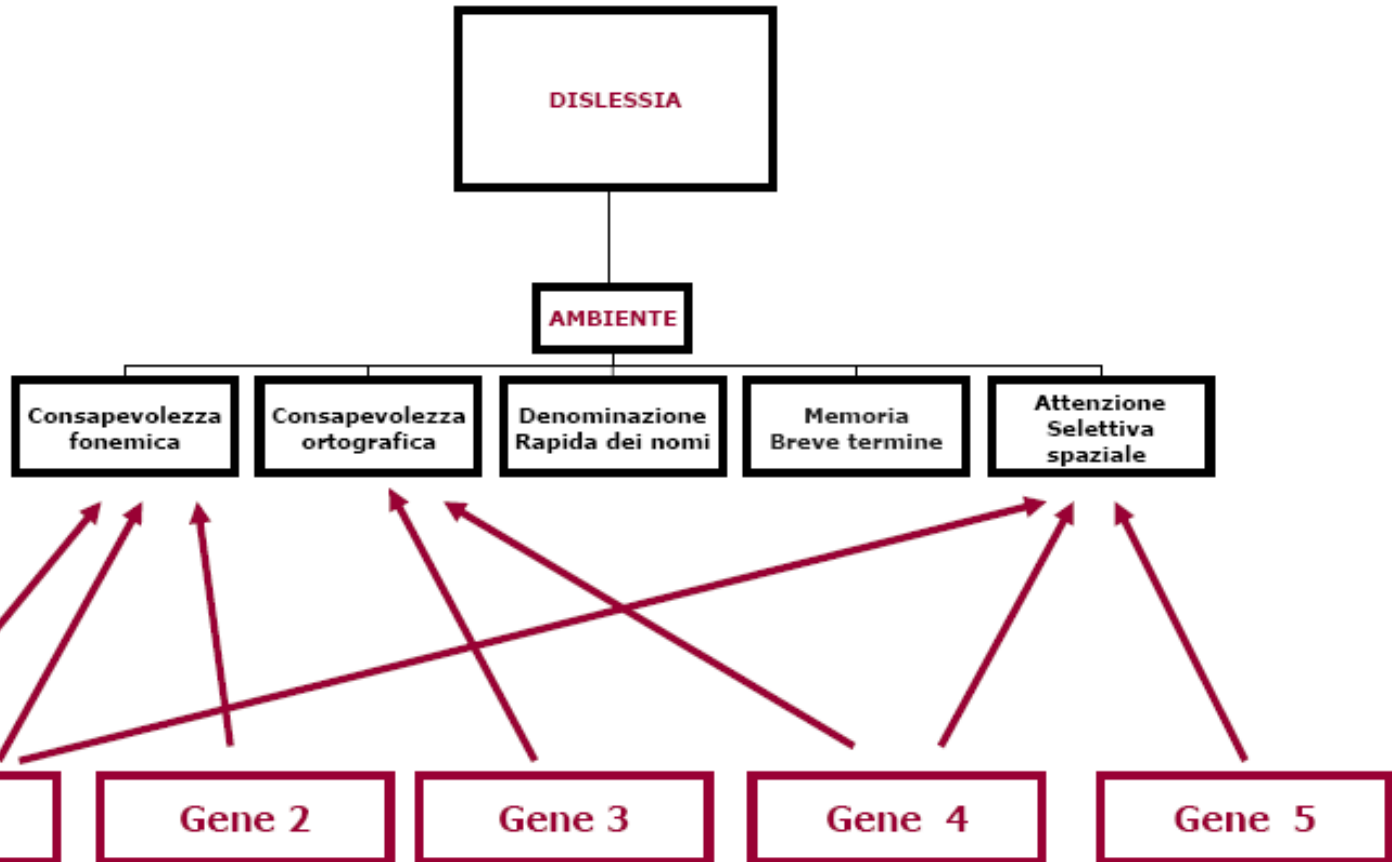 DISLESSIA
AMBIENTE
Consapevolezza
fonemica
Consapevolezza
ortografica
Denominazione
Rapida dei nomi
Memoria
Breve termine
Attenzione
Selettiva
spaziale
Gene 2
Gene 3
Gene 4
Gene 5